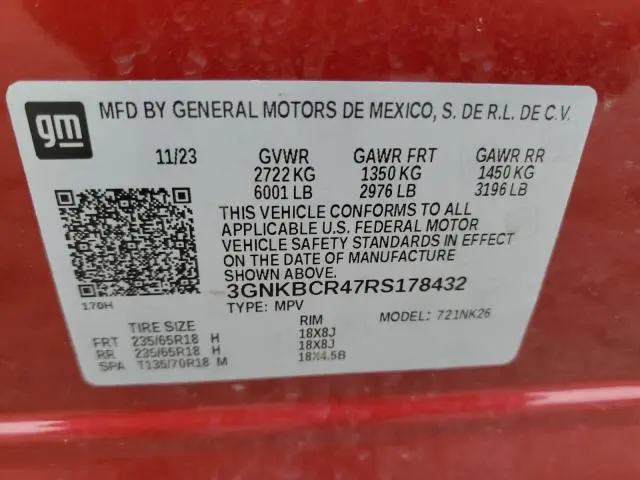 gm
MFD BY GENERAL MOTORS DE MEXICO, S. DE R.L. DE C.V.
11/23 GVWR GAWR FRT GAWR RR
2722 KG 1350 KG 1450 KG
6001 LB 2976 LB 3196 LB
THIS VEHICLE CONFORMS TO ALL
APPLICABLE U.S. FEDERAL MOTOR
VEHICLE SAFETY STANDARDS IN EFFECT
ON THE DATE OF MANUFACTURE
SHOWN ABOVE.
170H
3GNKBCR47RS178432
TYPE: MPV MODEL: 721NK26
TIRE SIZE RIM
FRT 235/65R18 H 18X8J
RR 235/65R18 H 18X8J
SPA T135/70R18 M 18X4.5B